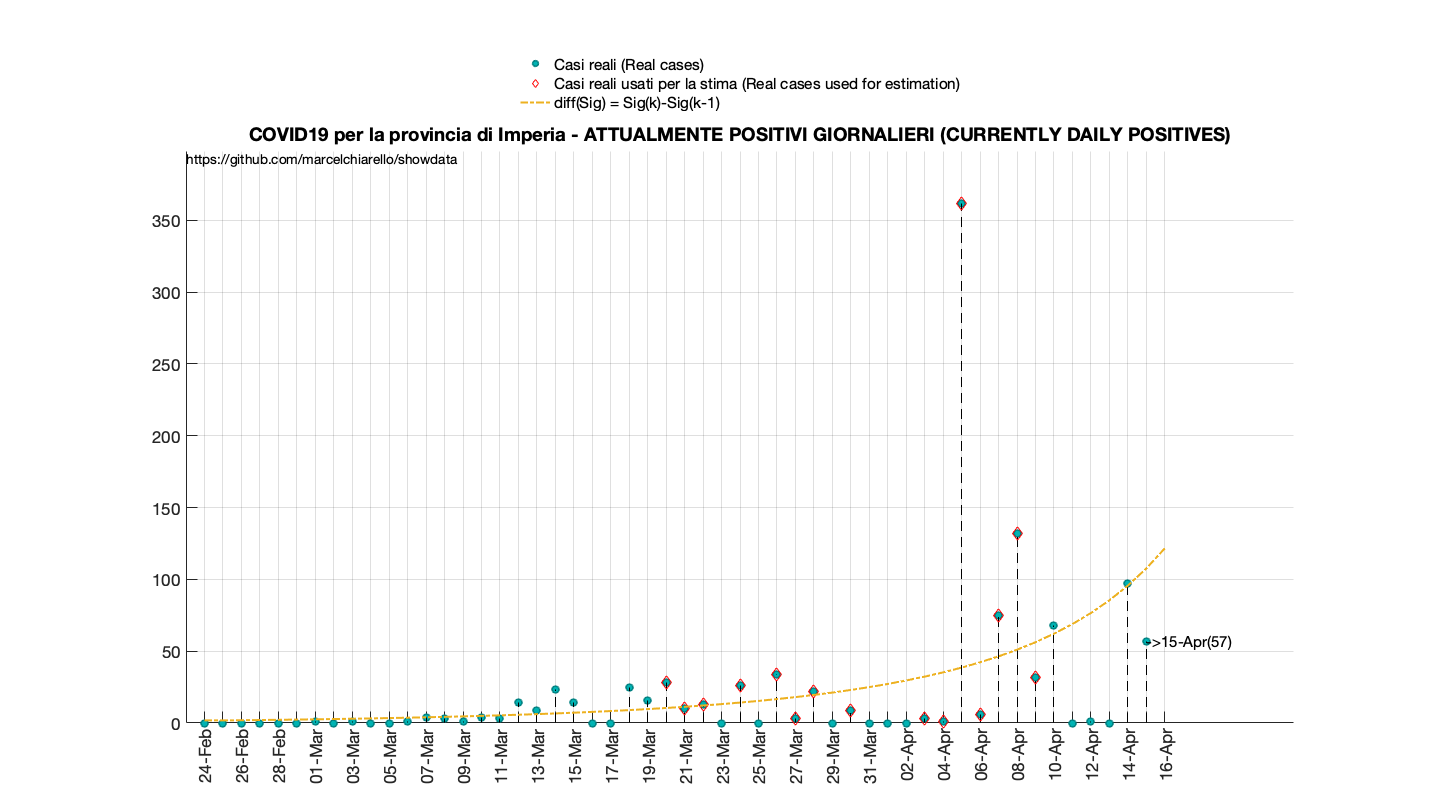 Casi reali (Real cases)
Casi reali usati per la stima (Real cases used for estimation)
diff(Sig) = Sig(k)-Sig(k-1)
COVID19 per la provincia di Imperia - ATTUALMENTE POSITIVI GIORNALIERI (CURRENTLY DAILY POSITIVES)
https://github.com/marcelchiarello/showdata
350
300
250
200
150
100
50
0
->15-Apr(57)
24-Feb
26-Feb
28-Feb
01-Mar
03-Mar
05-Mar
07-Mar
09-Mar
11-Mar
13-Mar
15-Mar
17-Mar
19-Mar
21-Mar
23-Mar
25-Mar
27-Mar
29-Mar
31-Mar
02-Apr
04-Apr
06-Apr
08-Apr
10-Apr
12-Apr
14-Apr
16-Apr